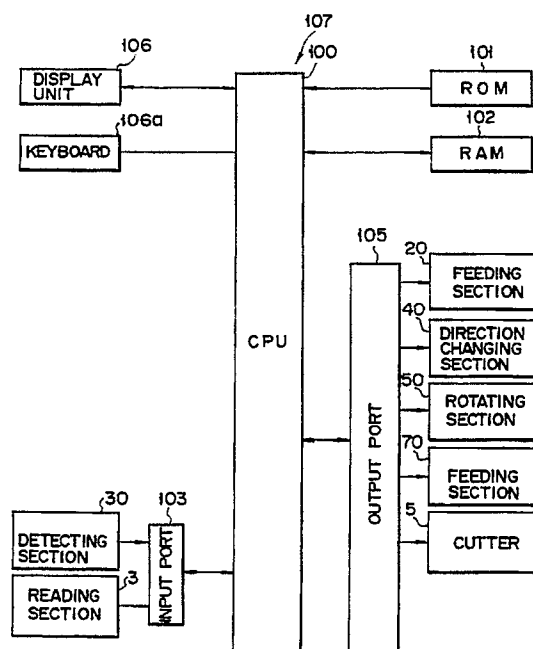 107
106
100
101
DISPLAY
UNIT
ROM
106a
102
KEYBOARD
RAM
105
20
FEEDING
SECTION
40
DIRECTION
CHANGING
SECTION
CPU
50
ROTATING
SECTION
OUTPUT PORT
70
FEEDING
SECTION
30
103
5
DETECTING
SECTION
INPUT PORT
CUTTER
3
READING
SECTION